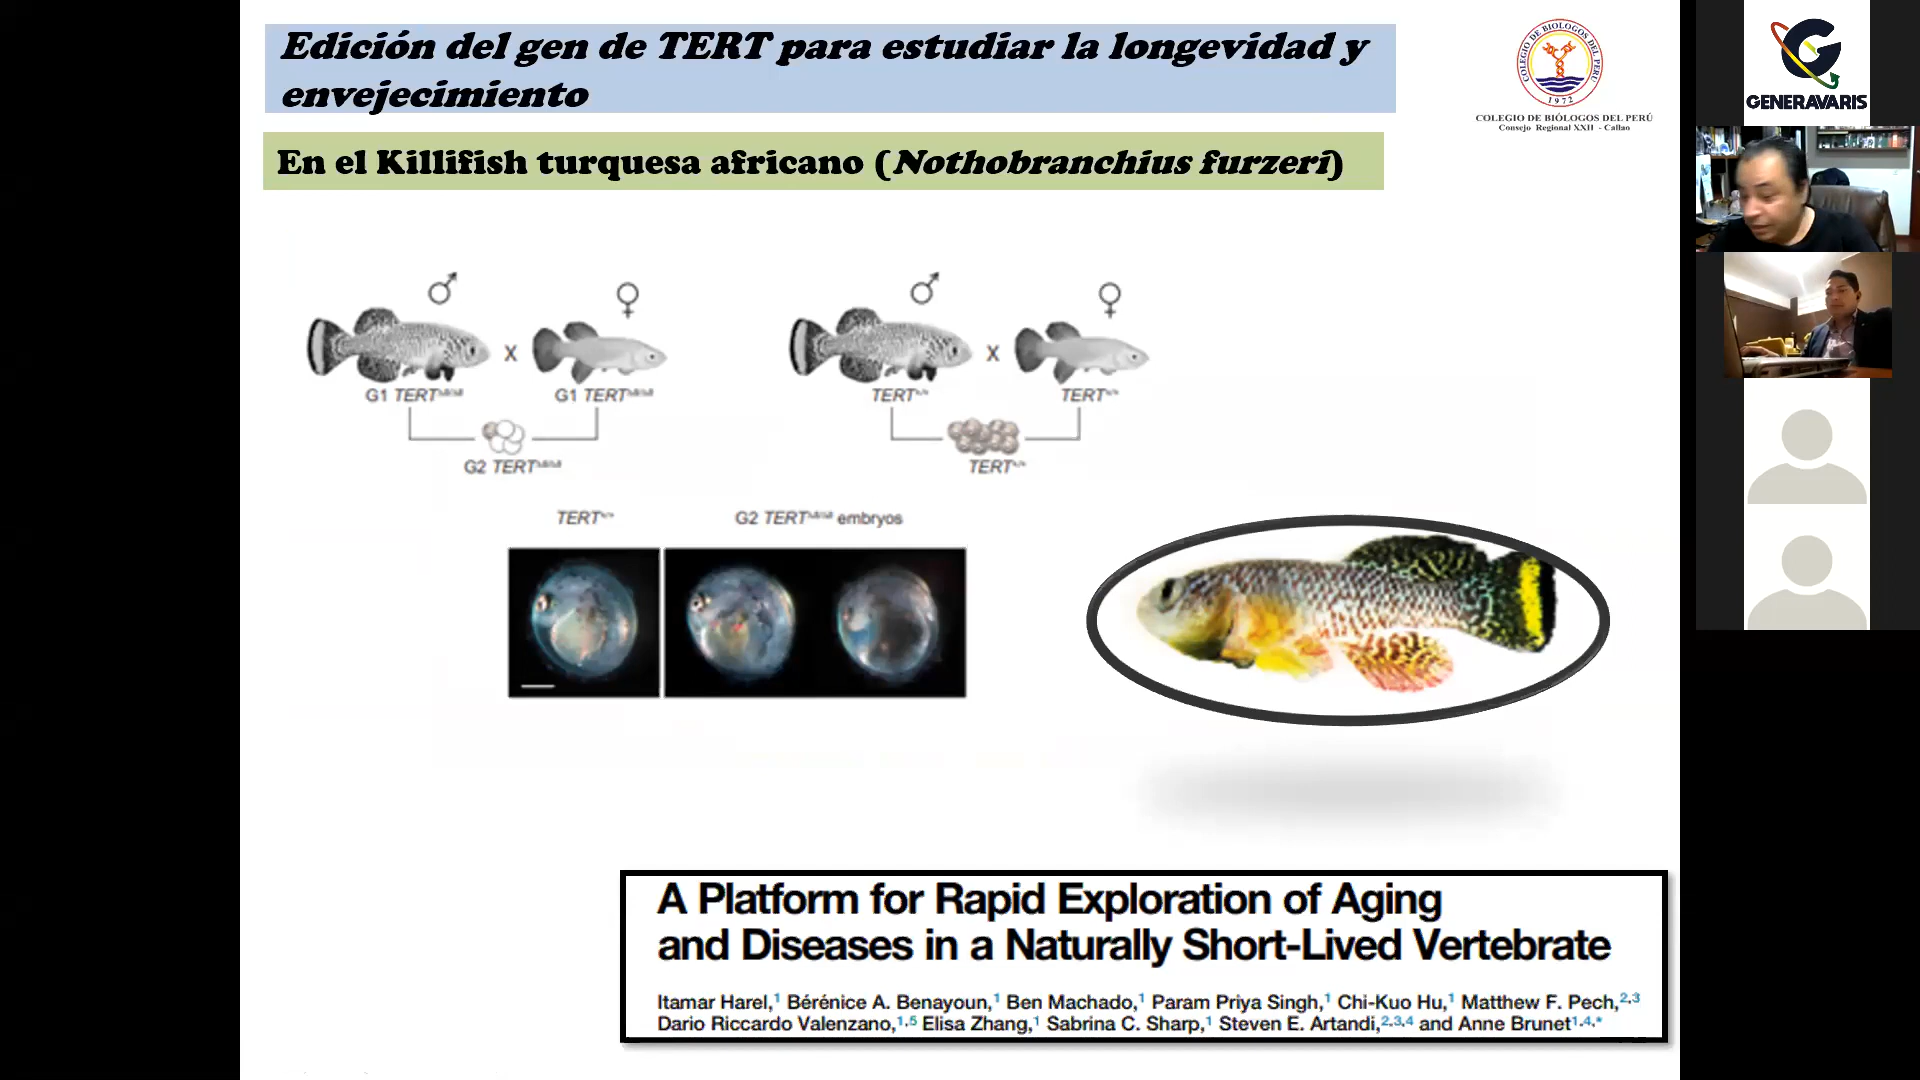 Edición del gen de TERT para estudiar la longevidad y
envejecimiento
COLEGIO DE BIOLOGOS DEL PERU
1972
COLEGIO DE BIÓLOGOS DEL PERÚ
Consejo Regional XXII - Callao
GENERAVARIS
En el Killifish turquesa africano (Nothobranchius furzeri)
♂ ♀ ♂ ♀
X X
G1 TERT G1 TERT TERT TERT
G2 TERT TERT
TERT G2 TERT embryos
A Platform for Rapid Exploration of Aging
and Diseases in a Naturally Short-Lived Vertebrate
Itamar Harel,1 Bérénice A. Benayoun,1 Ben Machado,1 Param Priya Singh,1 Chi-Kuo Hu,1 Matthew F. Pech,2,3
Dario Riccardo Valenzano,1,5 Elisa Zhang,1 Sabrina C. Sharp,1 Steven E. Artandi,2,3,4 and Anne Brunet1,4,*